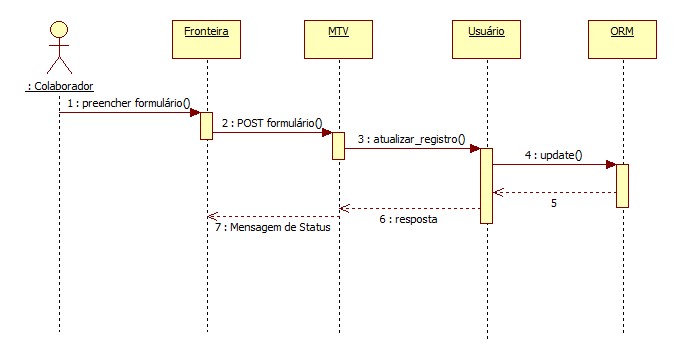 Fronteira
MTV
Usuário
ORM
: Colaborador
1 : preencher formulário()
2 : POST formulário()
3 : atualizar_registro()
4 : update()
5
6 : resposta
7 : Mensagem de Status